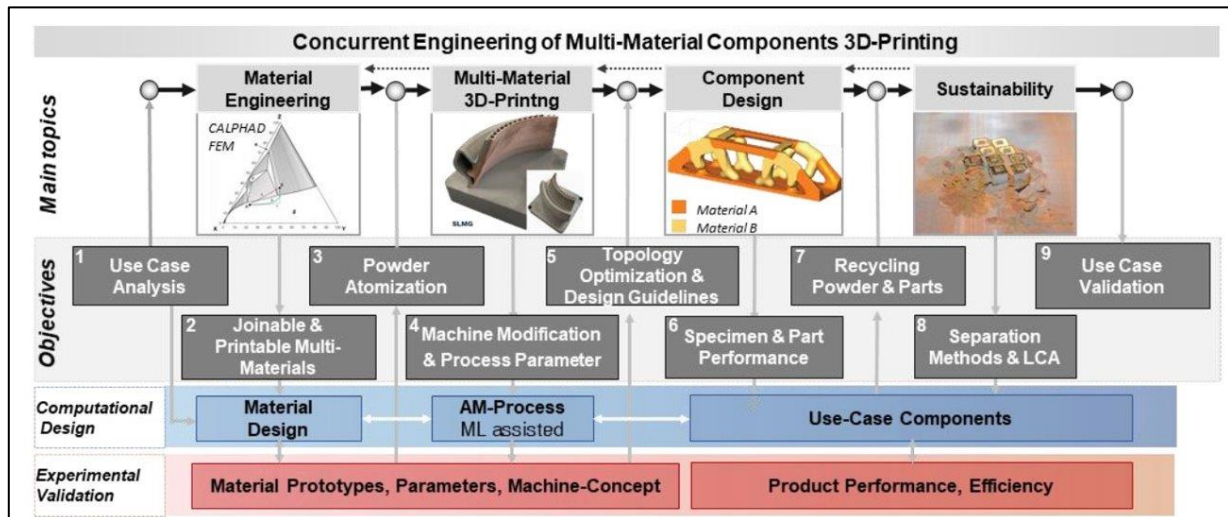 Concurrent Engineering of Multi-Material Components 3D-Printing
Main topics
Material
Engineering
Multi-Material
3D-Printng
Component
Design
Sustainability
CALPHAD
FEM
Z
X
Y
SLMG
Material A
Material B
Objectives
1
Use Case
Analysis
2
Joinable &
Printable Multi-
Materials
3
Powder
Atomization
4
Machine Modification
& Process Parameter
5
Topology
Optimization &
Design Guidelines
6
Specimen & Part
Performance
7
Recycling
Powder & Parts
8
Separation
Methods & LCA
9
Use Case
Validation
Computational
Design
Material
Design
AM-Process
ML assisted
Use-Case Components
Experimental
Validation
Material Prototypes, Parameters, Machine-Concept
Product Performance, Efficiency